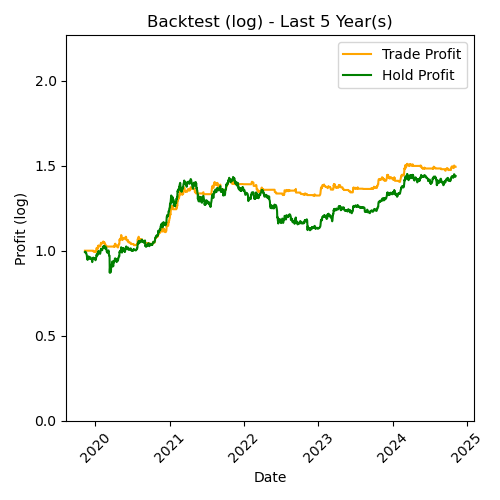 Backtest (log) - Last 5 Year(s)
Trade Profit
Hold Profit
Profit (log)
2.0
1.5
1.0
0.5
0.0
2020
2021
2022
2023
2024
2025
Date